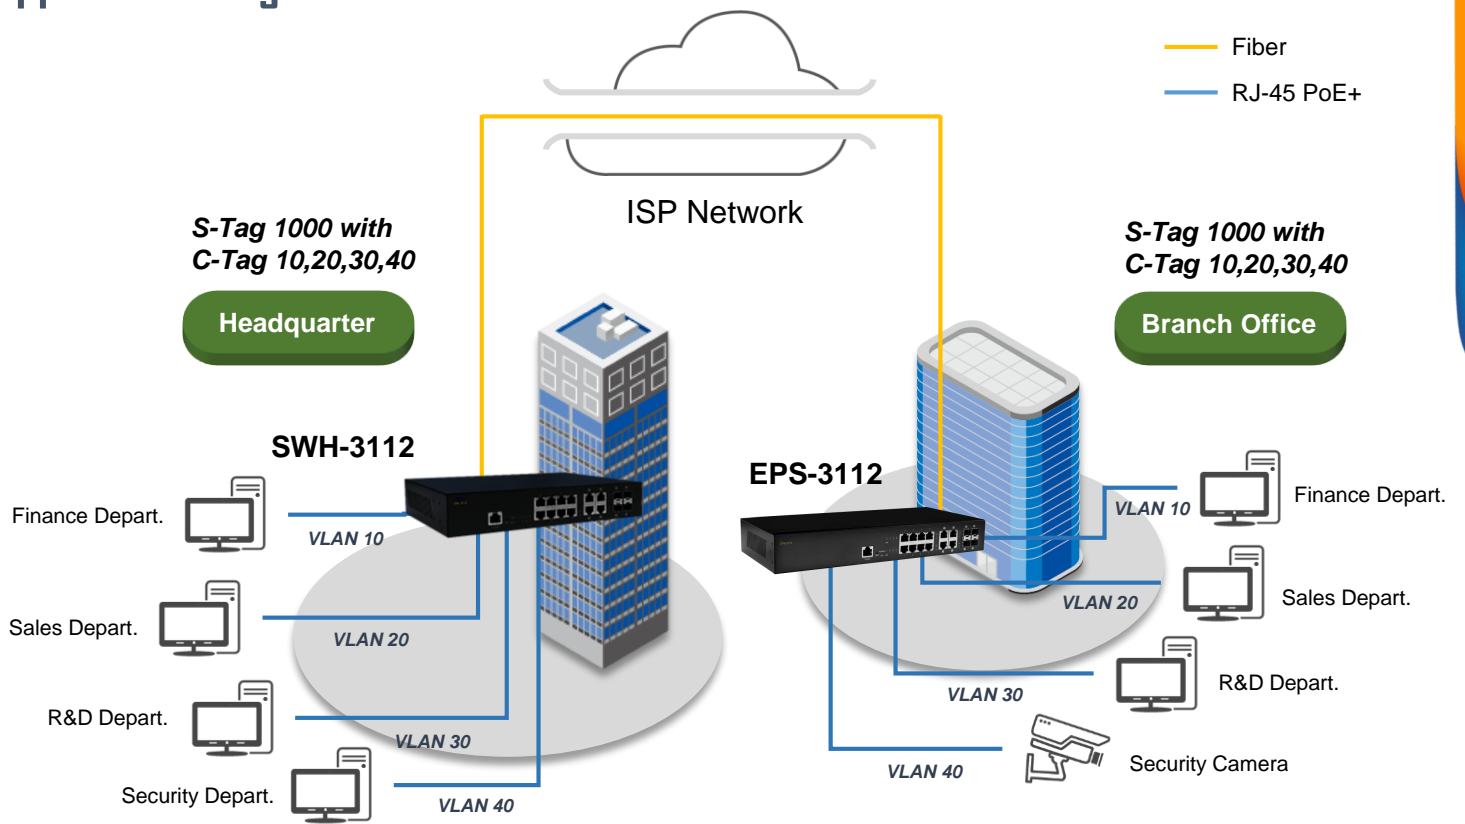 Fiber
RJ-45 PoE+
ISP Network
S-Tag 1000 with
C-Tag 10,20,30,40
Headquarter
S-Tag 1000 with
C-Tag 10,20,30,40
Branch Office
SWH-3112
EPS-3112
Finance Depart.
VLAN 10
Sales Depart.
VLAN 20
R&D Depart.
VLAN 30
Security Depart.
VLAN 40
VLAN 10
Finance Depart.
VLAN 20
Sales Depart.
VLAN 30
R&D Depart.
VLAN 40
Security Camera